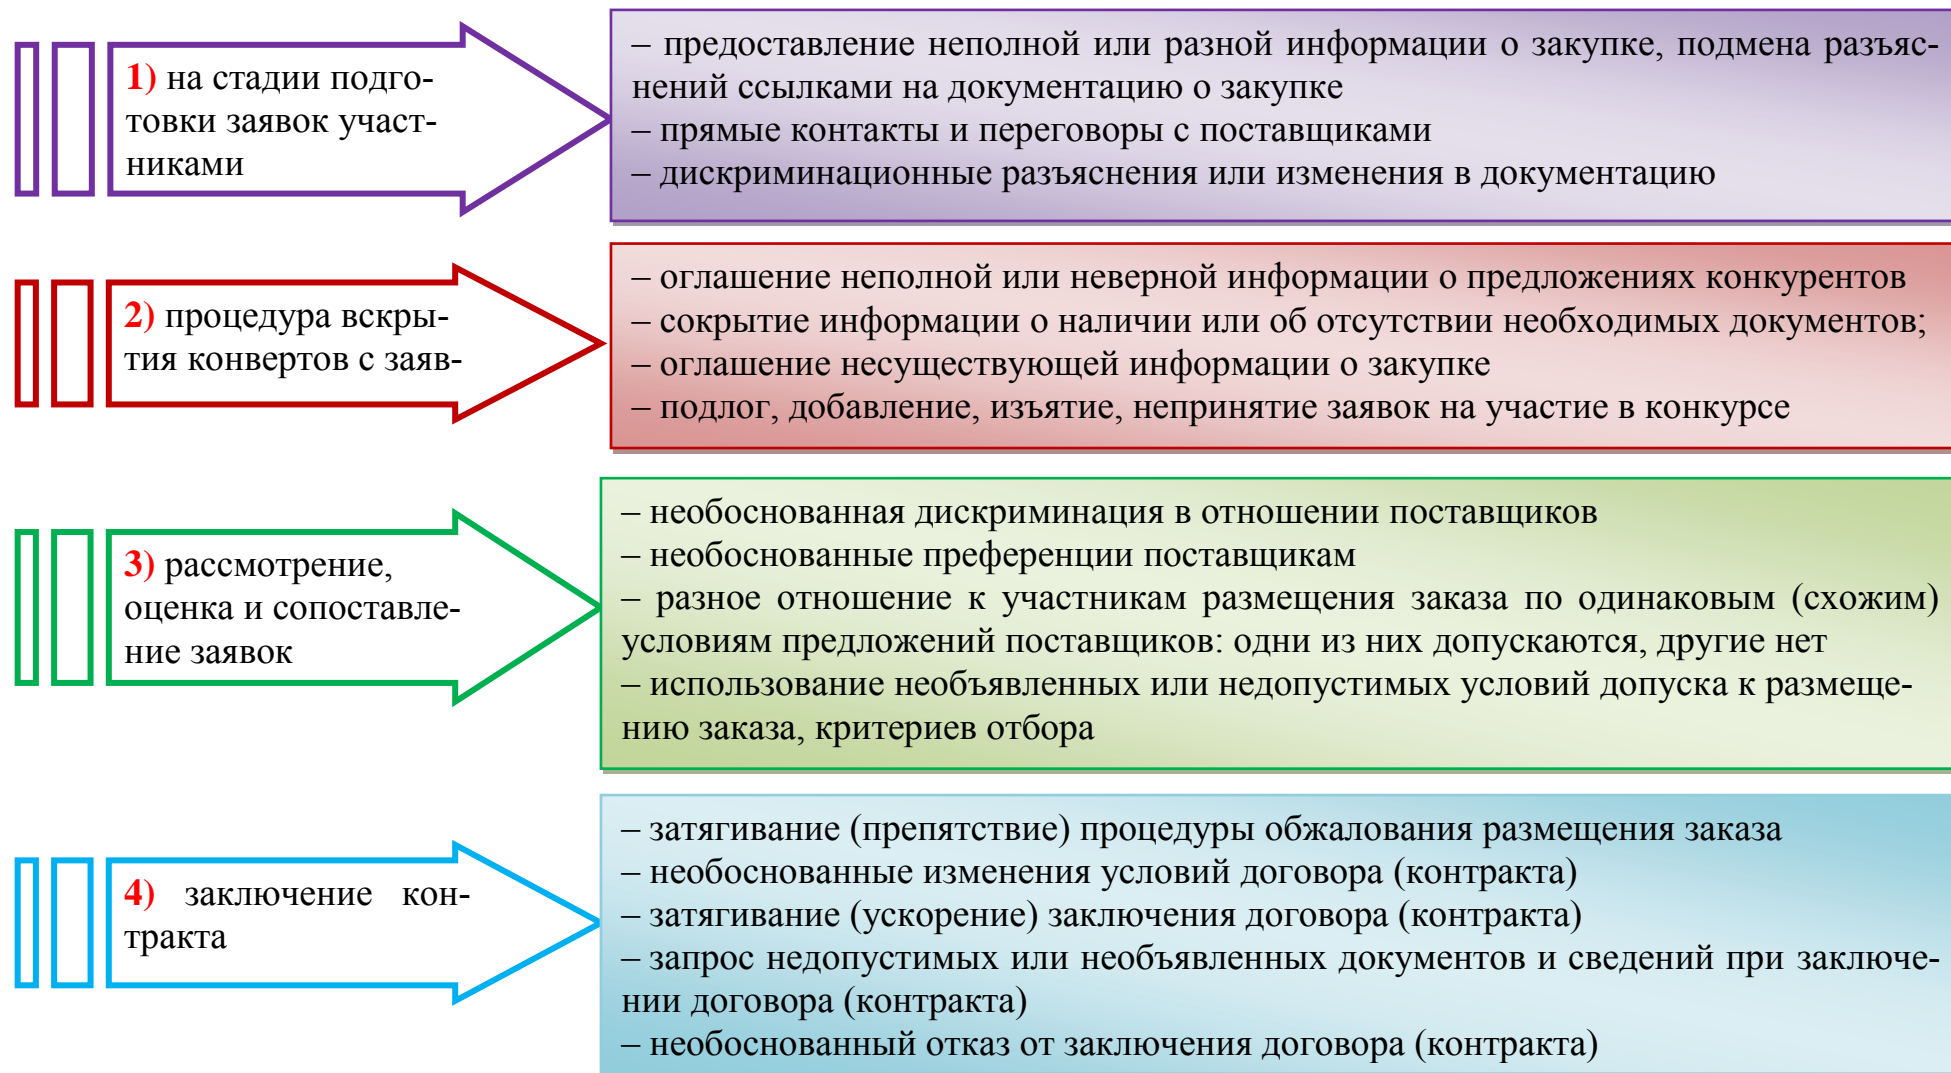 1) на стадии подго-
товки заявок участ-
никами
– предоставление неполной или разной информации о закупке, подмена разъяс-
нений ссылками на документацию о закупке
– прямые контакты и переговоры с поставщиками
– дискриминационные разъяснения или изменения в документацию
2) процедура вскры-
тия конвертов с заяв-
– оглашение неполной или неверной информации о предложениях конкурентов
– сокрытие информации о наличии или об отсутствии необходимых документов;
– оглашение несуществующей информации о закупке
– подлог, добавление, изъятие, непринятие заявок на участие в конкурсе
3) рассмотрение,
оценка и сопоставле-
ние заявок
– необоснованная дискриминация в отношении поставщиков
– необоснованные преференции поставщикам
– разное отношение к участникам размещения заказа по одинаковым (схожим)
условиям предложений поставщиков: одни из них допускаются, другие нет
– использование необъявленных или недопустимых условий допуска к размеще-
нию заказа, критериев отбора
4) заключение кон-
тракта
– затягивание (препятствие) процедуры обжалования размещения заказа
– необоснованные изменения условий договора (контракта)
– затягивание (ускорение) заключения договора (контракта)
– запрос недопустимых или необъявленных документов и сведений при заключе-
нии договора (контракта)
– необоснованный отказ от заключения договора (контракта)